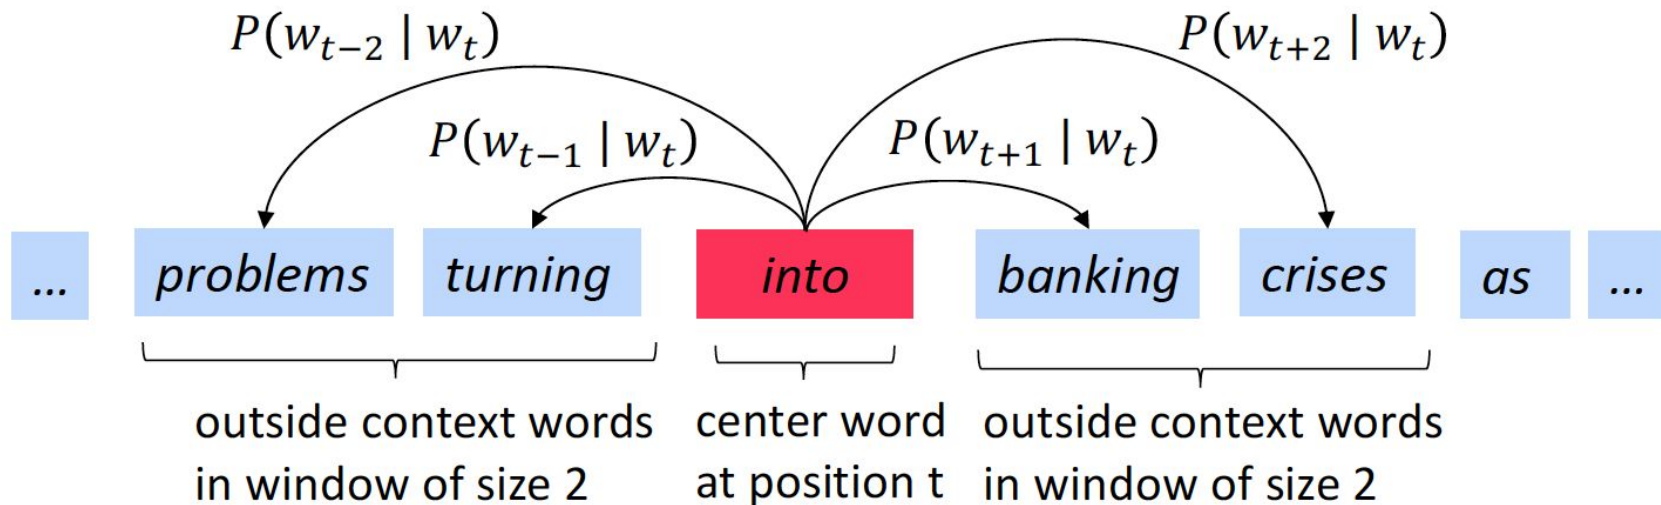 P(w_{t−2} | w_t) P(w_{t+2} | w_t)
P(w_{t−1} | w_t) P(w_{t+1} | w_t)
... problems turning into banking crises as ...
outside context words center word outside context words
in window of size 2 at position t in window of size 2